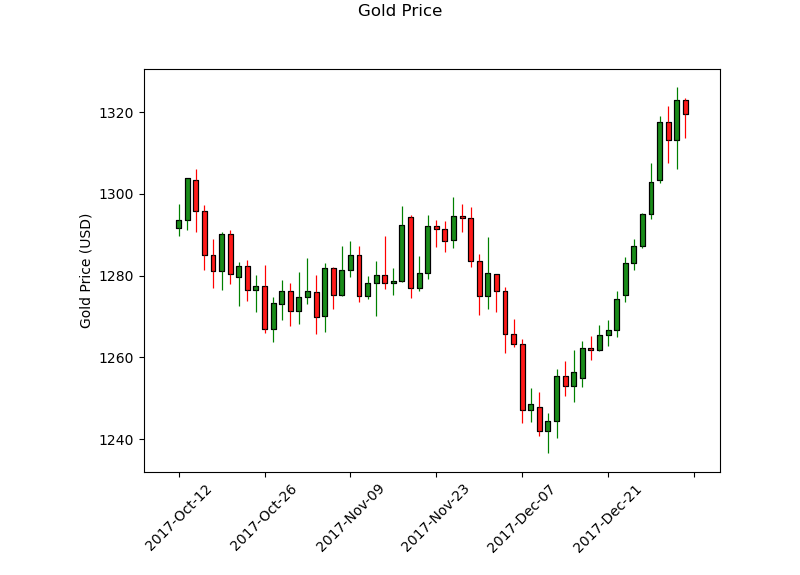 Gold Price
Gold Price (USD)
1320
1300
1280
1260
1240
2017-Oct-12
2017-Oct-26
2017-Nov-09
2017-Nov-23
2017-Dec-07
2017-Dec-21